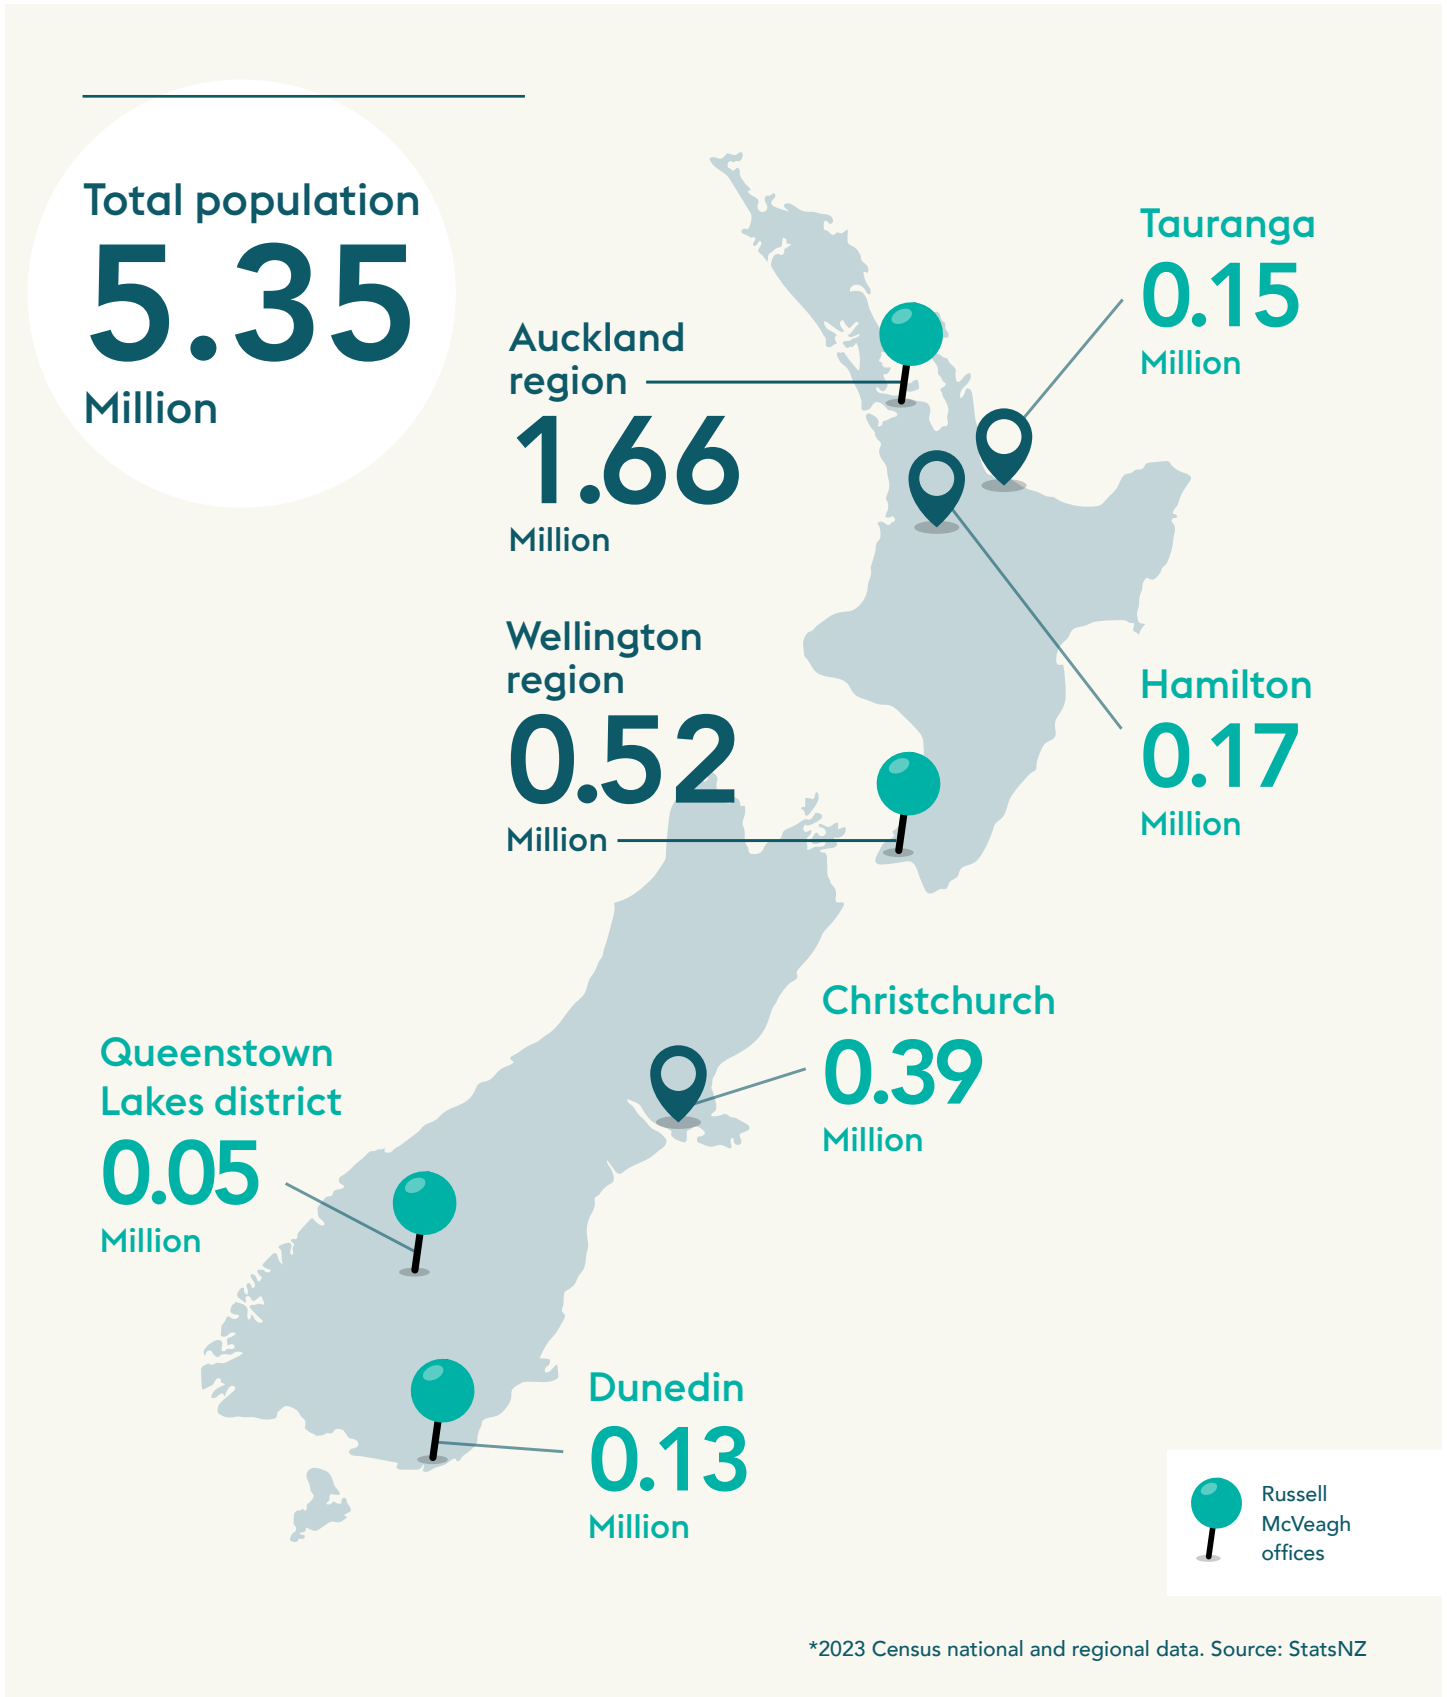 Total population
5.35
Million
Auckland
region
1.66
Million
Tauranga
0.15
Million
Wellington
region
0.52
Million
Hamilton
0.17
Million
Christchurch
0.39
Million
Queenstown
Lakes district
0.05
Million
Dunedin
0.13
Million
Russell
McVeagh
offices
*2023 Census national and regional data. Source: StatsNZ